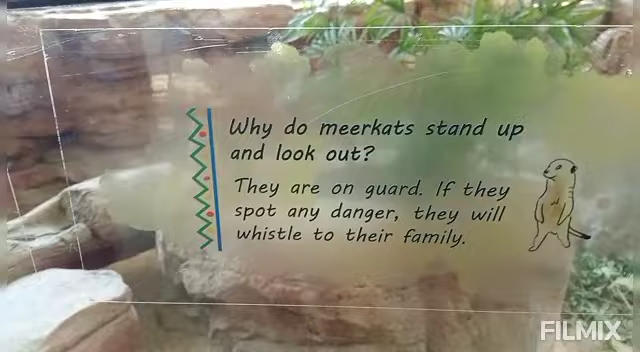 Why do meerkats stand up
and look out?
They are on guard. If they
spot any danger, they will
whistle to their family.
FILMIX